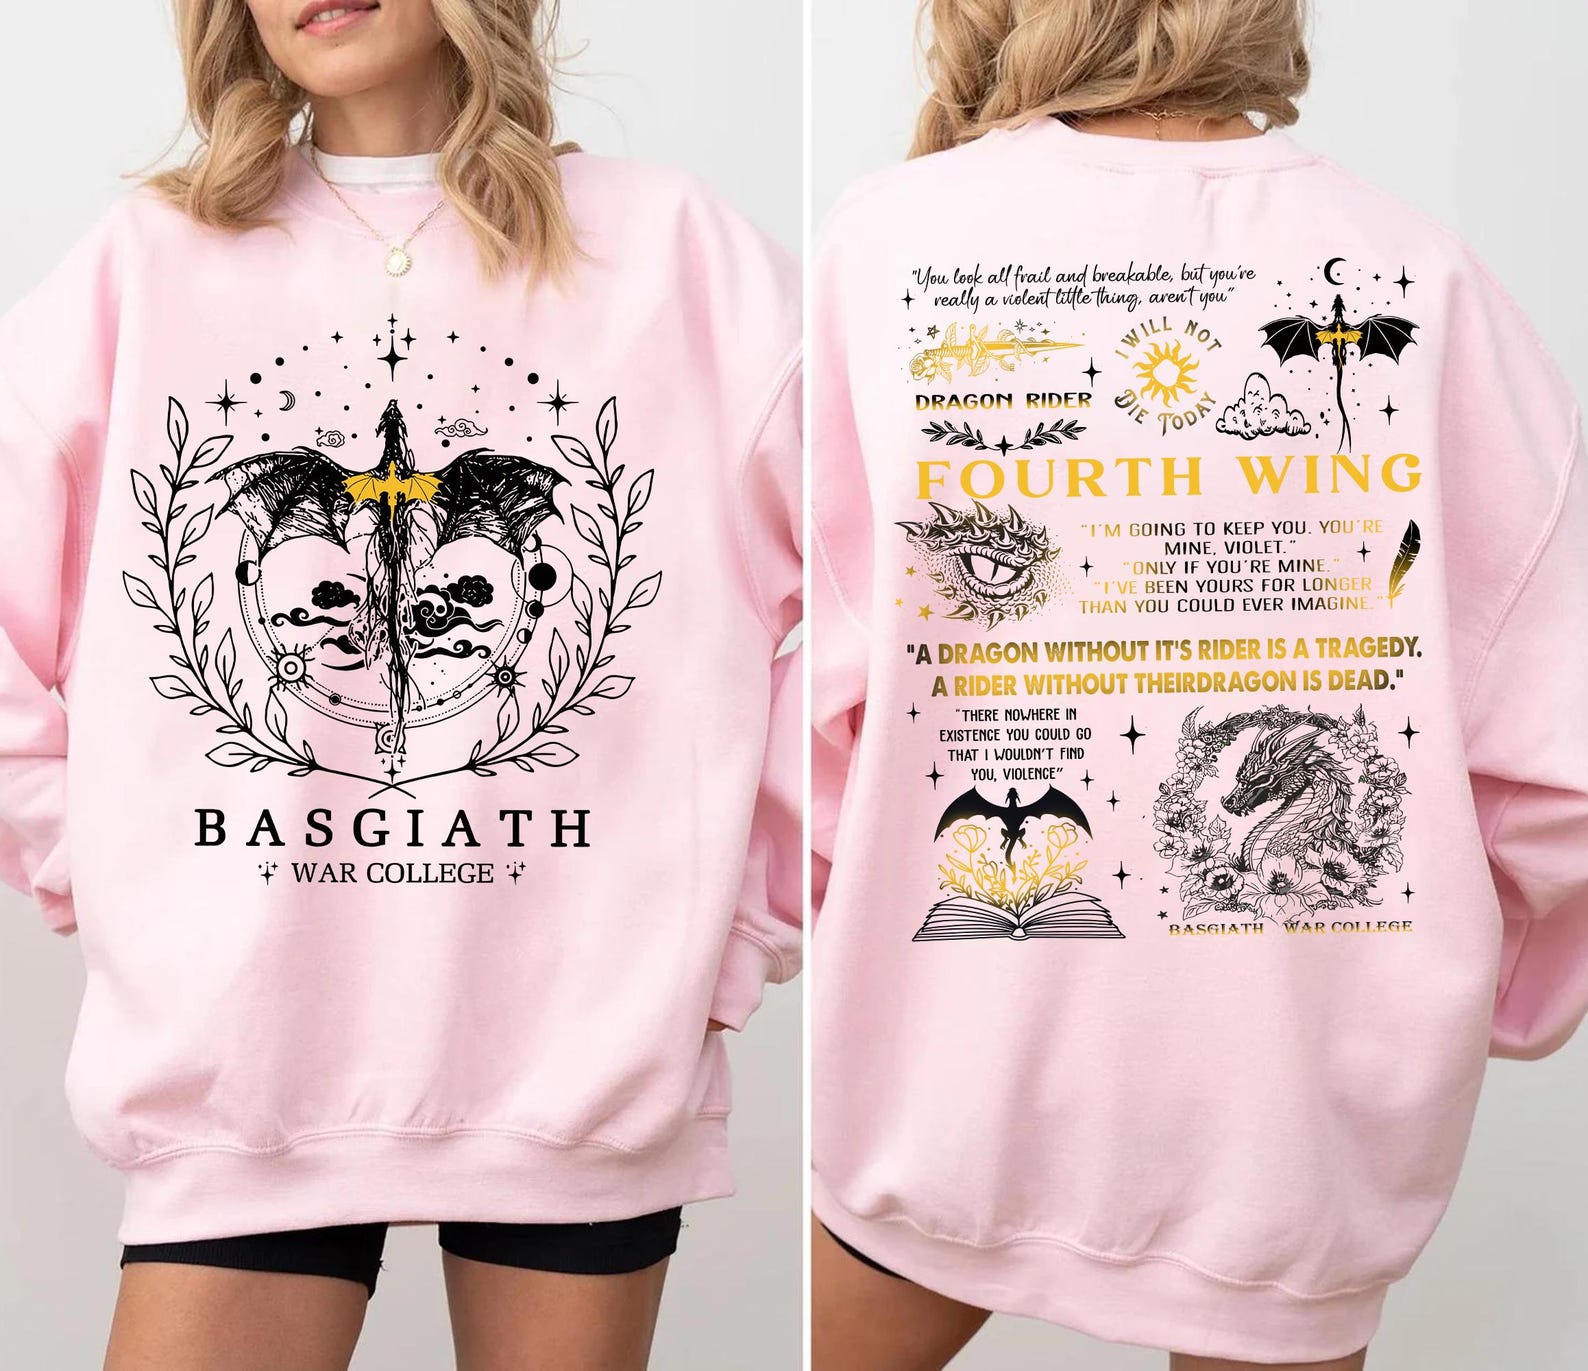 BASGIATH
WAR COLLEGE
"You look all frail and breakable, but you're
really a violent little thing, aren't you"
DRAGON RIDER
I WILL NOT
DIE TODAY
FOURTH WING
"I'M GOING TO KEEP YOU. YOU'RE
MINE, VIOLET."
"ONLY IF YOU'RE MINE."
"I'VE BEEN YOURS FOR LONGER
THAN YOU COULD EVER IMAGINE."
"A DRAGON WITHOUT IT'S RIDER IS A TRAGEDY.
A RIDER WITHOUT THEIRDRAGON IS DEAD."
"THERE NOWHERE IN
EXISTENCE YOU COULD GO
THAT I WOULDN'T FIND
YOU, VIOLENCE"
BASGIATH WAR COLLEGE